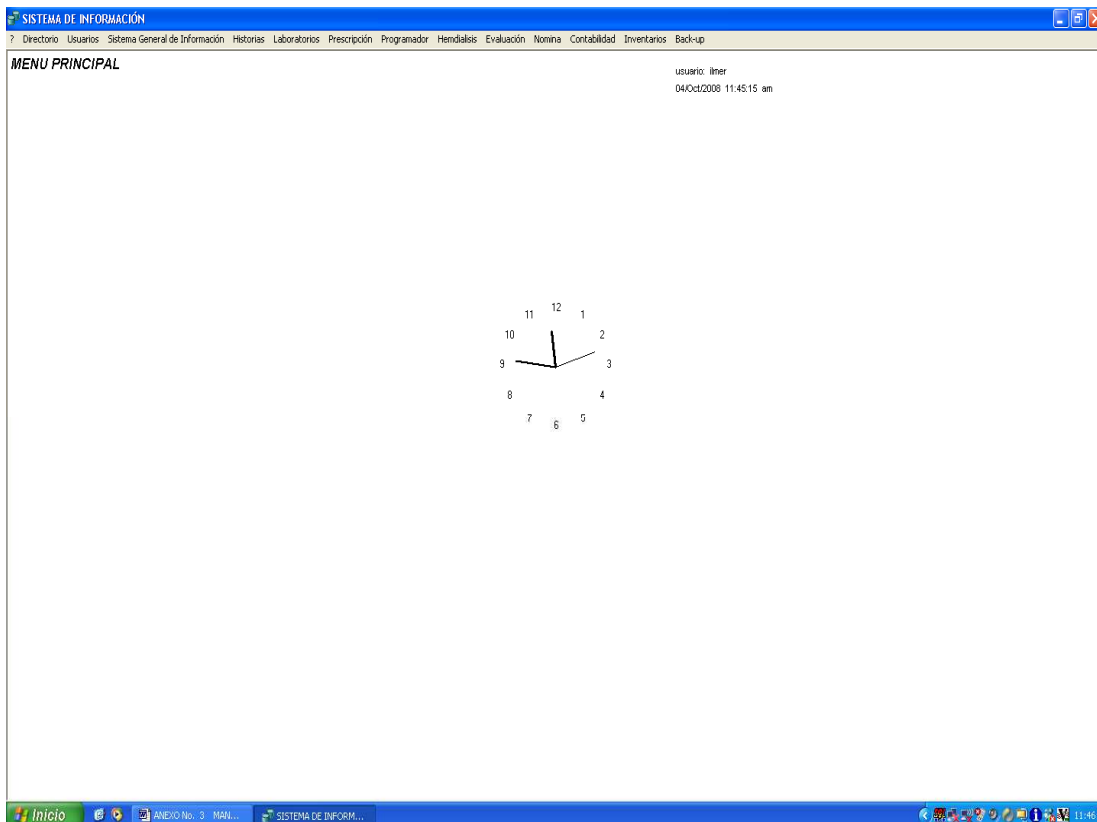 SISTEMA DE INFORMACIÓN
? Directorio Usuarios Sistema General de Información Historias Laboratorios Prescripción Programador Hemdialisis Evaluación Nomina Contabilidad Inventarios Back-up
MENU PRINCIPAL
usuario: ilmer
04/Oct/2008 11:45:15 am
12
11 1
10 2
9 3
8 4
7 5
6
Inicio ANEXO No. 3 MAN... SISTEMA DE INFORM... 11:46